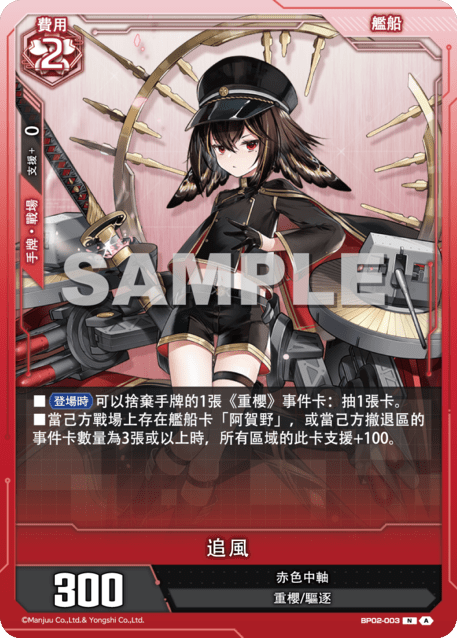 費用
艦船
2
支援+ 0
手牌・戰場
SAMPLE
■登場時可以捨棄手牌的1張《重櫻》事件卡：抽1張卡。
■當己方戰場上存在艦船卡「阿賀野」，或當己方撤退區的
事件卡數量為3張或以上時，所有區域的此卡支援+100。
追風
300
赤色中軸
重櫻/驅逐
©Manjuu Co.,Ltd.& Yongshi Co.,Ltd.
BP02-003 N A